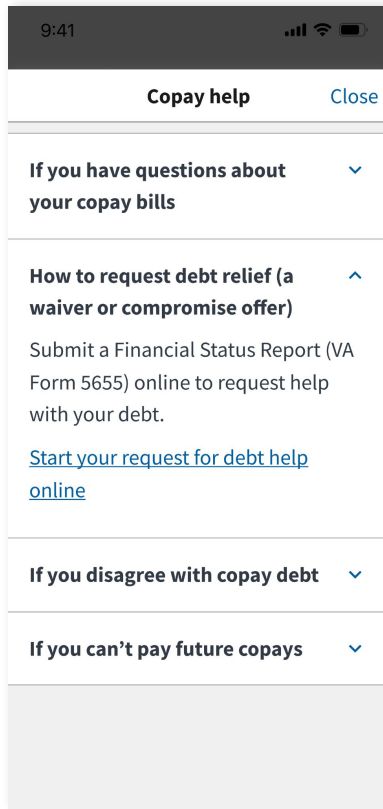 9:41
Copay help
Close
If you have questions about
your copay bills
How to request debt relief (a
waiver or compromise offer)
Submit a Financial Status Report (VA
Form 5655) online to request help
with your debt.
Start your request for debt help
online
If you disagree with copay debt
If you can’t pay future copays